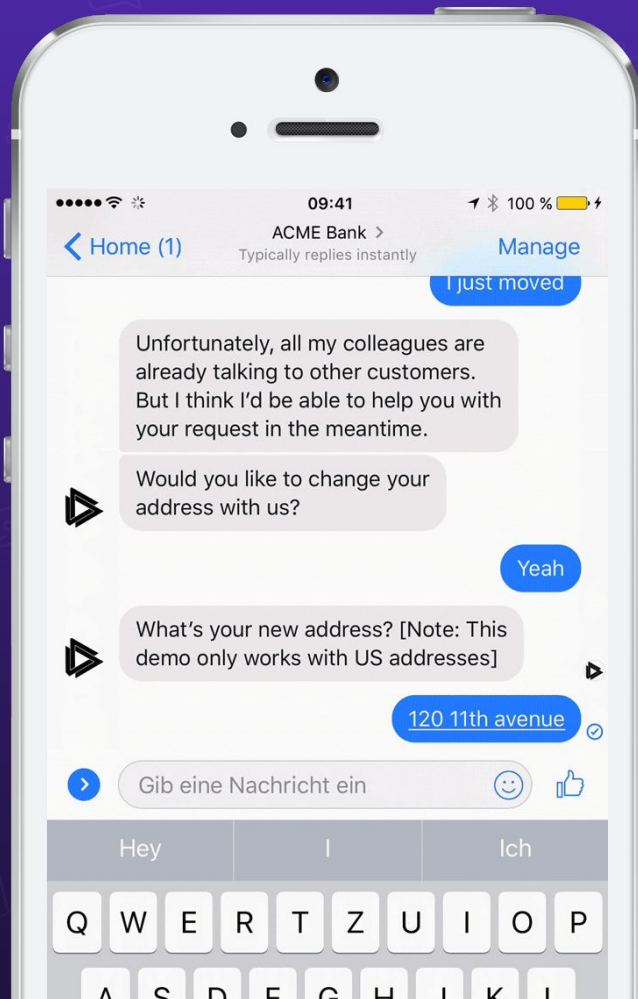 09:41
100 %
Home (1)
ACME Bank >
Typically replies instantly
Manage
I just moved
Unfortunately, all my colleagues are
already talking to other customers.
But I think I’d be able to help you with
your request in the meantime.
Would you like to change your
address with us?
Yeah
What’s your new address? [Note: This
demo only works with US addresses]
120 11th avenue
Gib eine Nachricht ein
Hey
I
Ich
Q W E R T Z U I O P
A S D F G H J K L